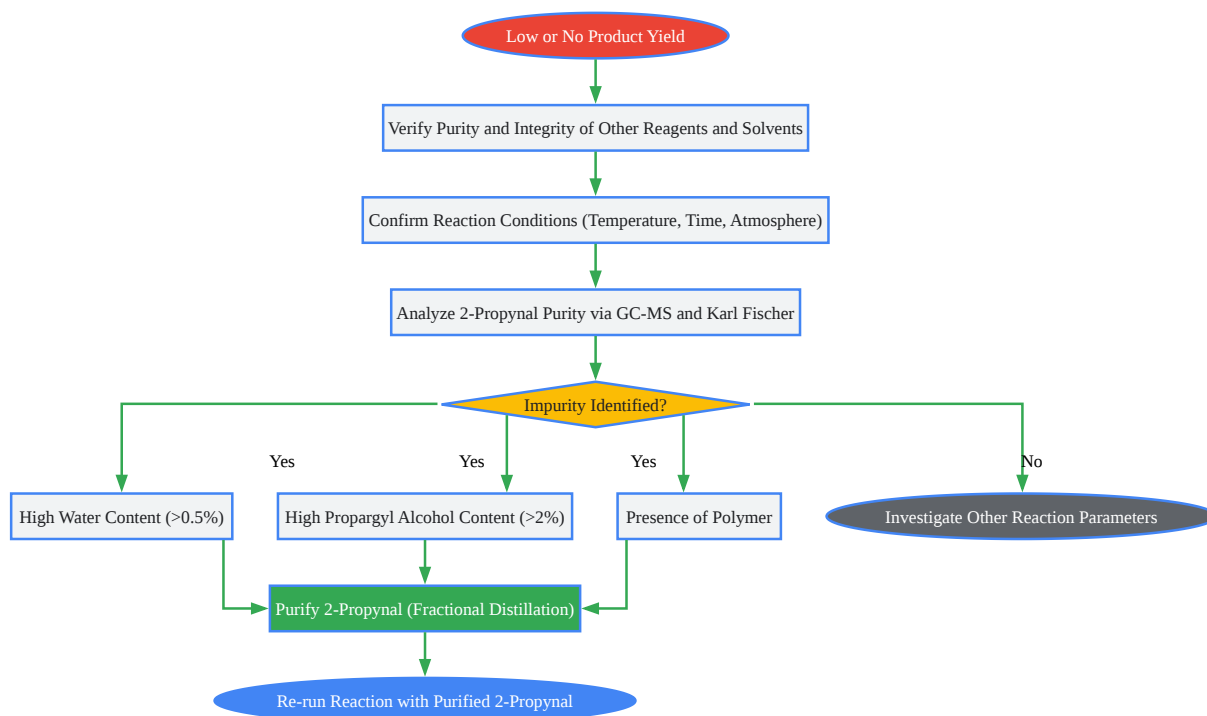 Low or No Product Yield
Verify Purity and Integrity of Other Reagents and Solvents
Confirm Reaction Conditions (Temperature, Time, Atmosphere)
Analyze 2-Propynal Purity via GC-MS and Karl Fischer
Impurity Identified?
Yes
Yes
Yes
No
High Water Content (>0.5%)
High Propargyl Alcohol Content (>2%)
Presence of Polymer
Investigate Other Reaction Parameters
Purify 2-Propynal (Fractional Distillation)
Re-run Reaction with Purified 2-Propynal